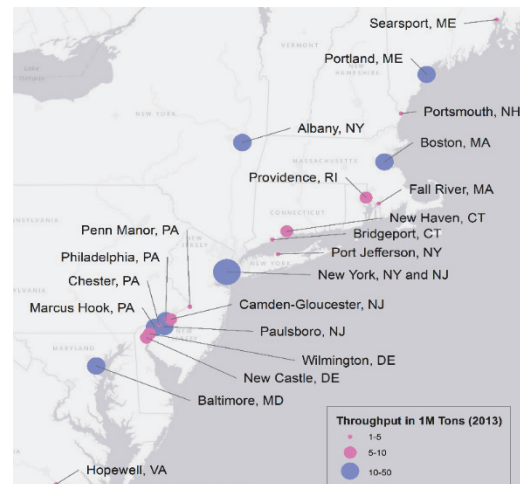 Searsport, ME
Portland, ME
VERMONT
NEW HAMPSHIRE
Portsmouth, NH
NEW YORK
Albany, NY
Boston, MA
MASSACHUSETTS
Providence, RI
Fall River, MA
CONNECTICUT
New Haven, CT
Penn Manor, PA
Bridgeport, CT
Port Jefferson, NY
NEW YORK
Philadelphia, PA
New York, NY and NJ
Chester, PA
Camden-Gloucester, NJ
Marcus Hook, PA
Paulsboro, NJ
MARYLAND
Wilmington, DE
New Castle, DE
Baltimore, MD
Throughput in 1M Tons (2013)
1-5
5-10
10-50
Hopewell, VA